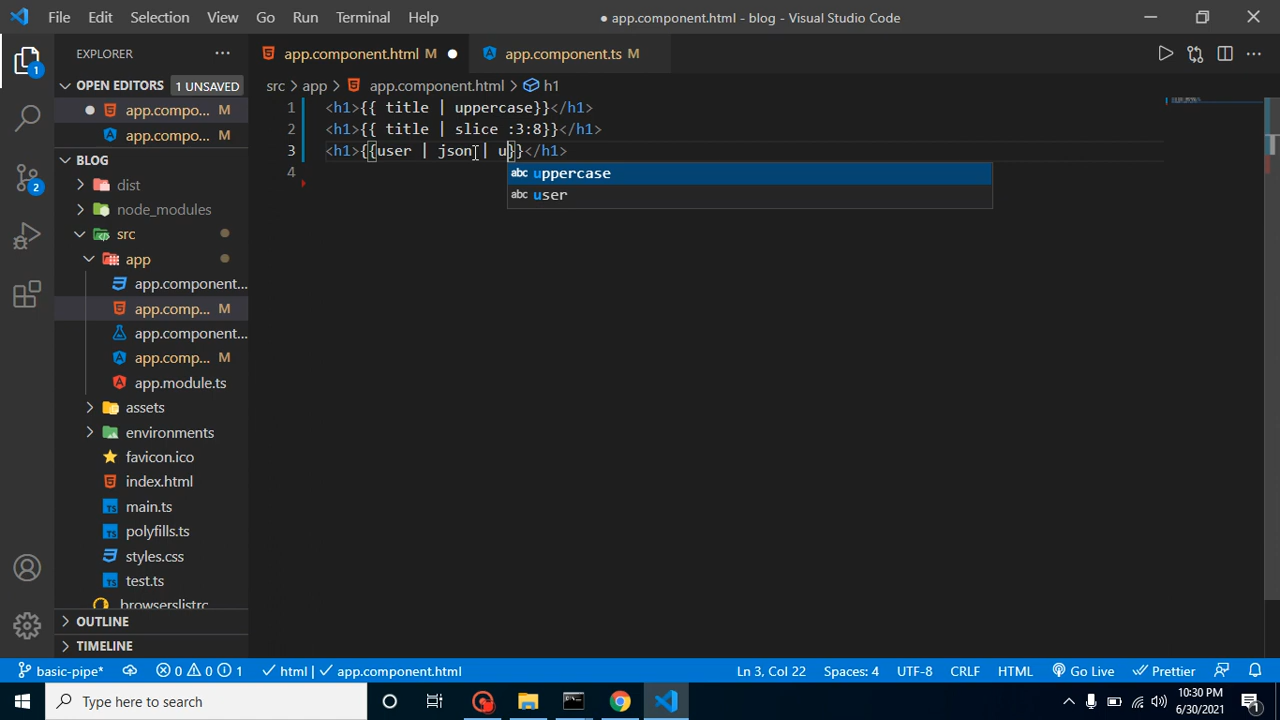 File Edit Selection View Go Run Terminal Help
● app.component.html - blog - Visual Studio Code
EXPLORER
OPEN EDITORS 1 UNSAVED
app.compo... M
app.compo... M
BLOG
dist
node_modules
src
app
app.component...
app.comp... M
app.component...
app.comp... M
app.module.ts
assets
environments
favicon.ico
index.html
main.ts
polyfills.ts
styles.css
test.ts
.browserslistrc
OUTLINE
TIMELINE
1
2
app.component.html M
app.component.ts M
src > app > app.component.html > h1
1 <h1>{{ title | uppercase}}</h1>
2 <h1>{{ title | slice :3:8}}</h1>
3 <h1>{{user | json | u}}</h1>
4
abc uppercase
abc user
basic-pipe* 0 0 1 html | app.component.html Ln 3, Col 22 Spaces: 4 UTF-8 CRLF HTML Go Live Prettier
Type here to search
10:30 PM
6/30/2021
1